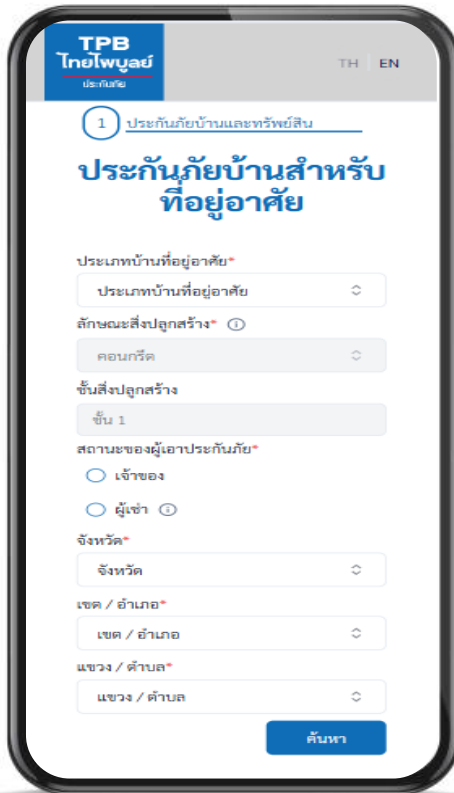 TPB
ไทยไพบูลย์
ประกันภัย
TH EN
1 ประกันภัยบ้านและทรัพย์สิน
ประกันภัยบ้านสำหรับ
ที่อยู่อาศัย
ประเภทบ้านที่อยู่อาศัย*
ประเภทบ้านที่อยู่อาศัย
ลักษณะสิ่งปลูกสร้าง*
คอนกรีต
ชั้นสิ่งปลูกสร้าง
ชั้น 1
สถานะของผู้เอาประกันภัย*
เจ้าของ
ผู้เช่า
จังหวัด*
จังหวัด
เขต / อำเภอ*
เขต / อำเภอ
แขวง / ตำบล*
แขวง / ตำบล
ค้นหา